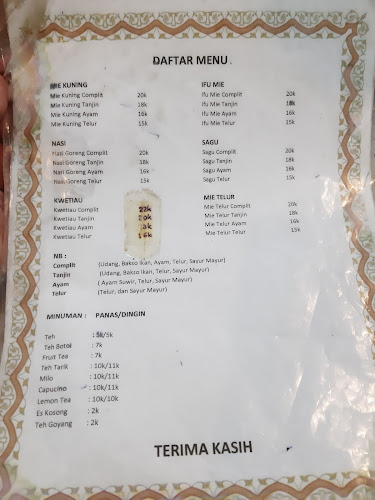 DAFTAR MENU
MIE KUNING
Mie Kuning Complit 20k
Mie Kuning Tanjin 18k
Mie Kuning Ayam 16k
Mie Kuning Telur 15k
IFU MIE
Ifu Mie Complit 20k
Ifu Mie Tanjin 18k
Ifu Mie Ayam 16k
Ifu Mie Telur 15k
NASI
Nasi Goreng Complit 20k
Nasi Goreng Tanjin 18k
Nasi Goreng Ayam 16k
Nasi Goreng Telur 15k
SAGU
Sagu Complit 20k
Sagu Tanjin 18k
Sagu Ayam 16k
Sagu Telur 15k
KWETIAU
Kwetiau Complit 22k
Kwetiau Tanjin 20k
Kwetiau Ayam
Kwetiau Telur 16k
MIE TELUR
Mie Telur Complit 20k
Mie Telur Tanjin 18k
Mie Telur Ayam 16k
Mie Telur Telur 15k
NB :
Complit (Udang, Bakso Ikan, Ayam, Telur, Sayur Mayur)
Tanjin (Udang, Bakso Ikan, Telur, Sayur Mayur)
Ayam ( Ayam Suwir, Telur, Sayur Mayur)
Telur (Telur, dan Sayur Mayur)
MINUMAN : PANAS/DINGIN
Teh : 5k/5k
Teh Botol : 7k
Fruit Tea : 7k
Teh Tarik : 10k/11k
Milo : 10k/11k
Capucino : 10k/11k
Lemon Tea : 10k/10k
Es Kosong : 2k
Teh Goyang : 2k
TERIMA KASIH